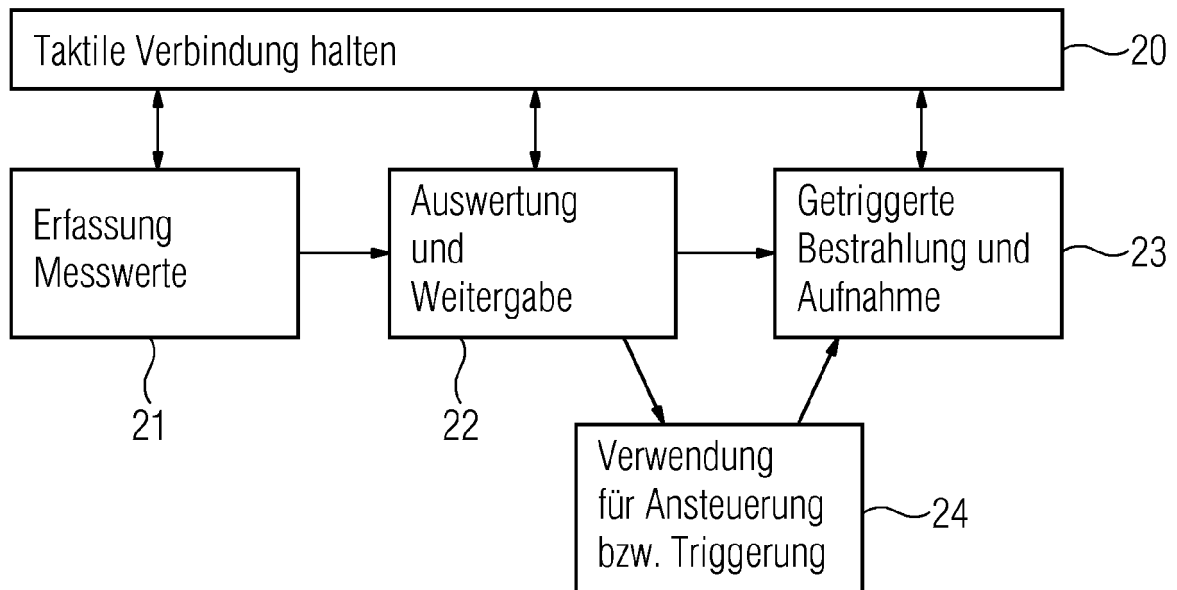 Taktile Verbindung halten
20
Erfassung
Messwerte
21
Auswertung
und
Weitergabe
22
Getriggerte
Bestrahlung und
Aufnahme
23
Verwendung
für Ansteuerung
bzw. Triggerung
24